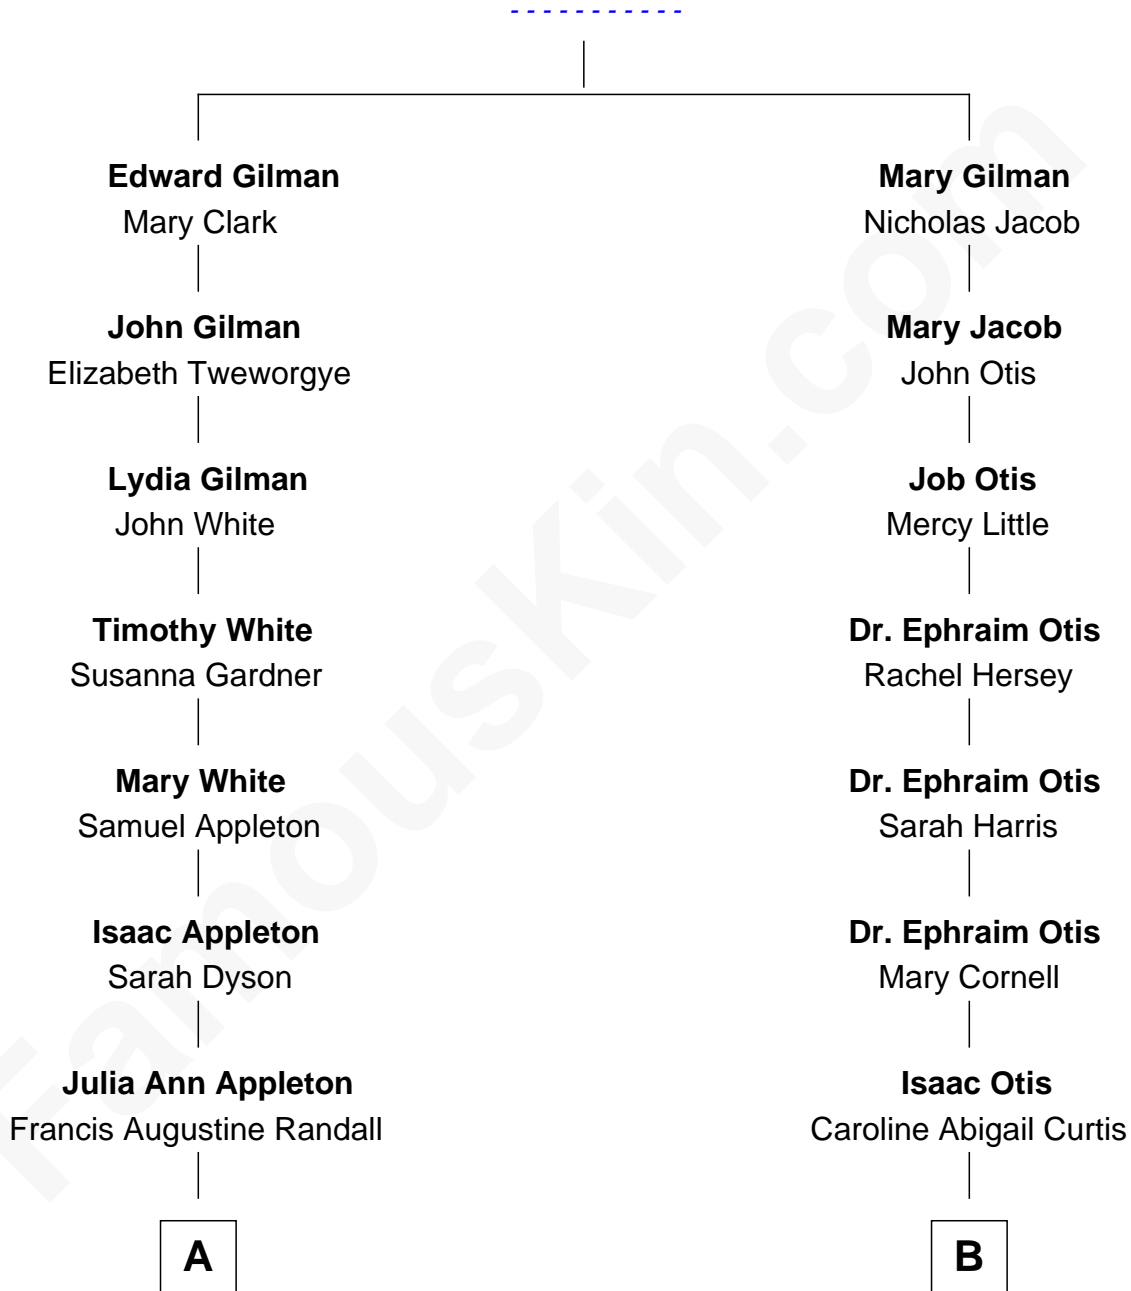 - - - - - - - - - - -
Edward Gilman
Mary Clark
John Gilman
Elizabeth Tweworgye
Lydia Gilman
John White
Timothy White
Susanna Gardner
Mary White
Samuel Appleton
Isaac Appleton
Sarah Dyson
Julia Ann Appleton
Francis Augustine Randall
A
Mary Gilman
Nicholas Jacob
Mary Jacob
John Otis
Job Otis
Mercy Little
Dr. Ephraim Otis
Rachel Hersey
Dr. Ephraim Otis
Sarah Harris
Dr. Ephraim Otis
Mary Cornell
Isaac Otis
Caroline Abigail Curtis
B
FamousKin.com